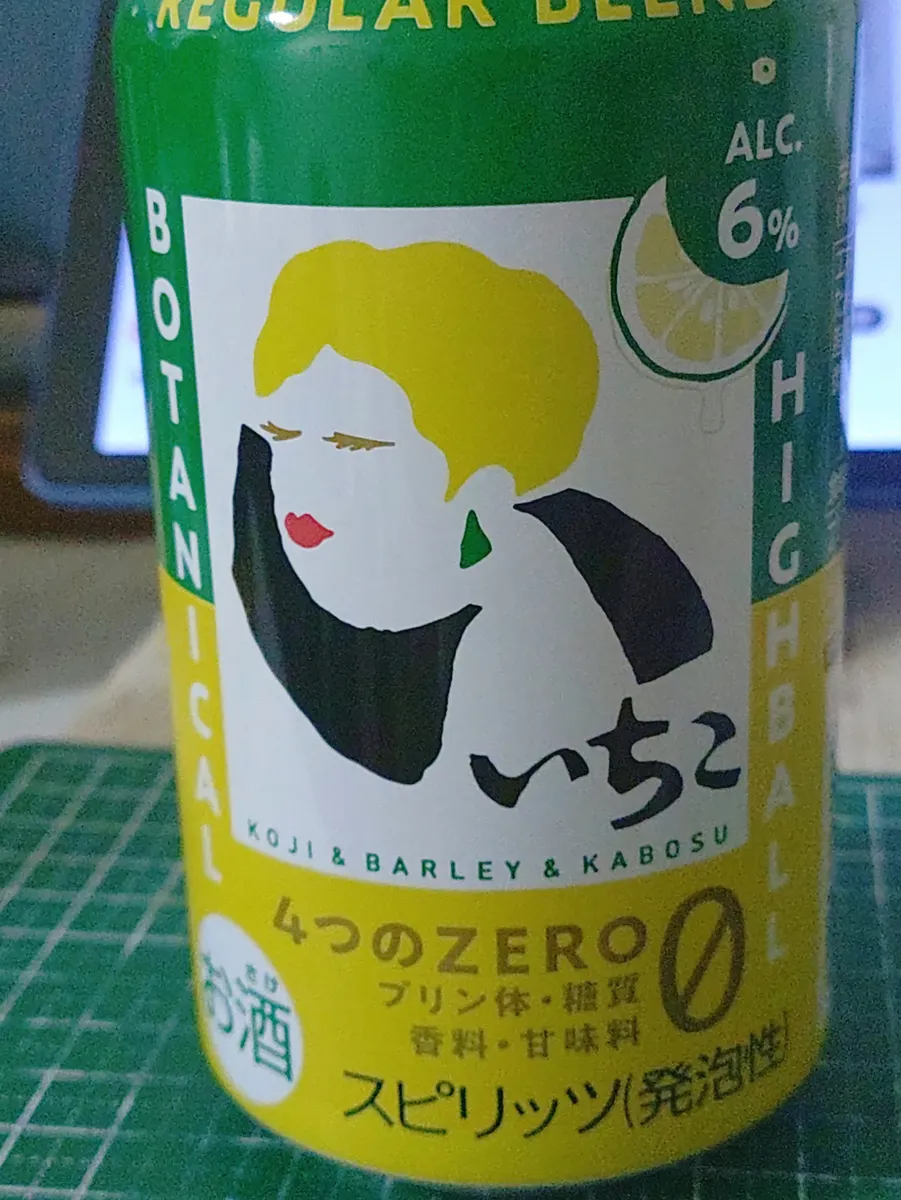 REGULAR BLEND
ALC.
6%
BOTANICAL
HIGHBALL
いちこ
KOJI & BARLEY & KABOSU
4つのZERO 0
プリン体・糖質
香料・甘味料
お酒
さけ
スピリッツ(発泡性)